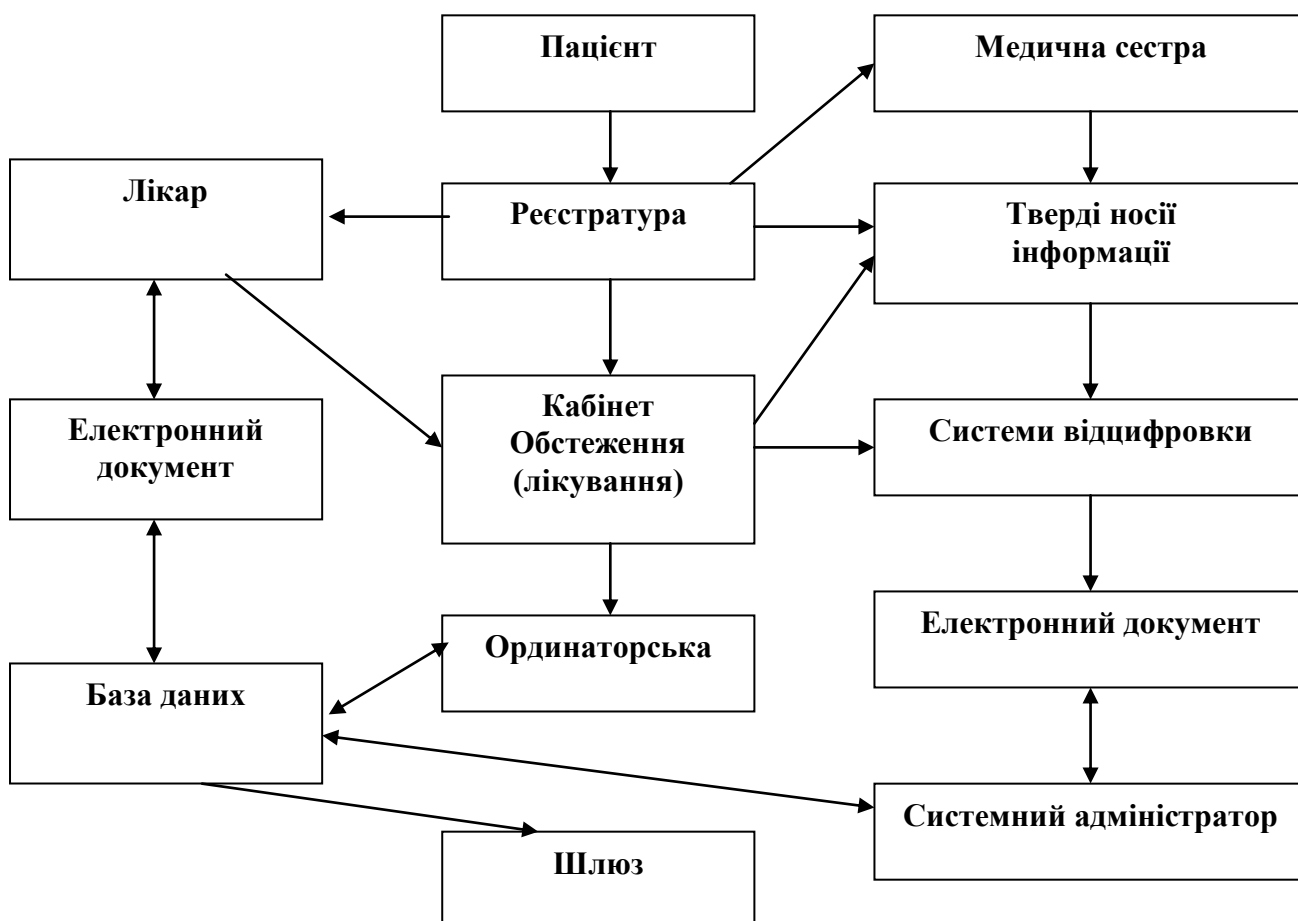 Пацієнт
Медична сестра
Лікар
Реєстратура
Тверді носії
інформації
Електронний
документ
Кабінет
Обстеження
(лікування)
Системи відцифровки
Електронний документ
Ординаторська
База даних
Системний адміністратор
Шлюз